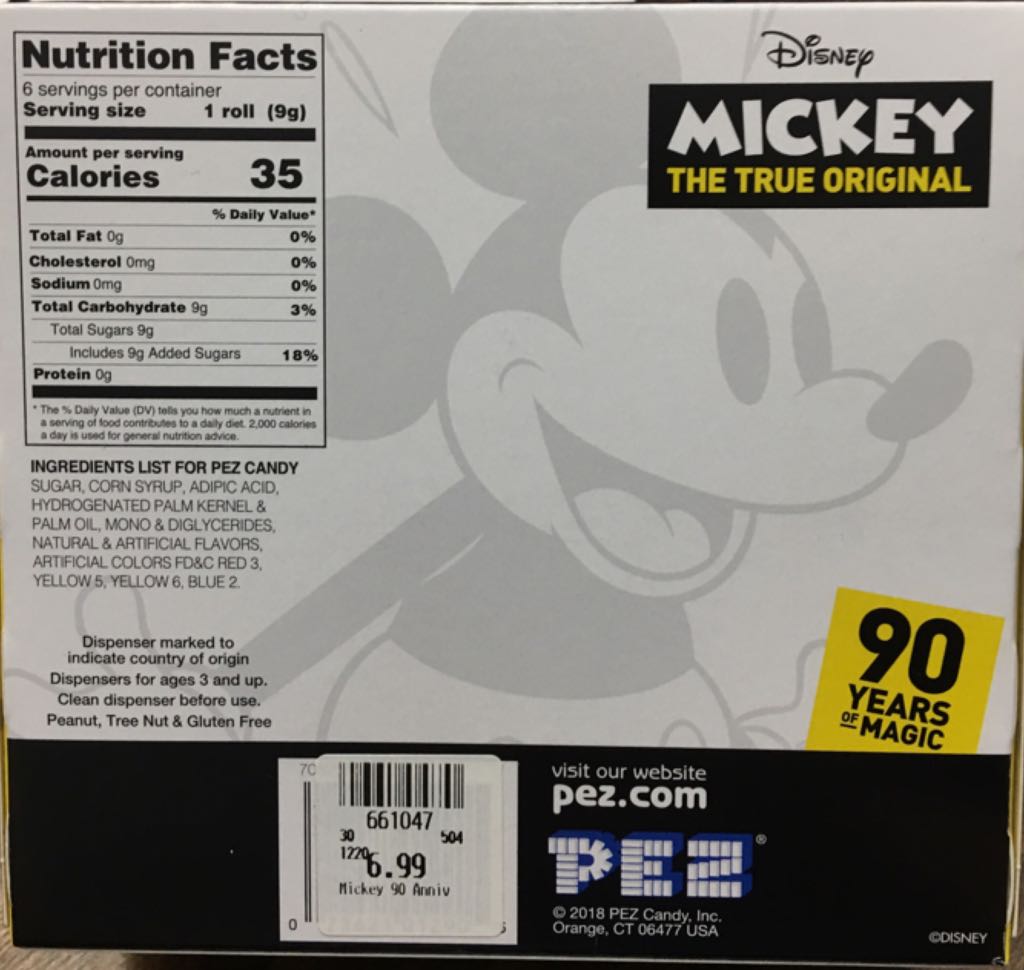 Nutrition Facts
6 servings per container
Serving size 1 roll (9g)
Amount per serving
Calories 35
% Daily Value*
Total Fat 0g 0%
Cholesterol 0mg 0%
Sodium 0mg 0%
Total Carbohydrate 9g 3%
Total Sugars 9g
Includes 9g Added Sugars 18%
Protein 0g
* The % Daily Value (DV) tells you how much a nutrient in
a serving of food contributes to a daily diet. 2,000 calories
a day is used for general nutrition advice.
INGREDIENTS LIST FOR PEZ CANDY
SUGAR, CORN SYRUP, ADIPIC ACID,
HYDROGENATED PALM KERNEL &
PALM OIL, MONO & DIGLYCERIDES,
NATURAL & ARTIFICIAL FLAVORS,
ARTIFICIAL COLORS FD&C RED 3,
YELLOW 5, YELLOW 6, BLUE 2.
Dispenser marked to
indicate country of origin
Dispensers for ages 3 and up.
Clean dispenser before use.
Peanut, Tree Nut & Gluten Free
Disney
MICKEY
THE TRUE ORIGINAL
90
YEARS
OF MAGIC
70
661047
30 504
1220 6.99
Mickey 90 Anniv
0
visit our website
pez.com
PEZ®
© 2018 PEZ Candy, Inc.
Orange, CT 06477 USA
©DISNEY